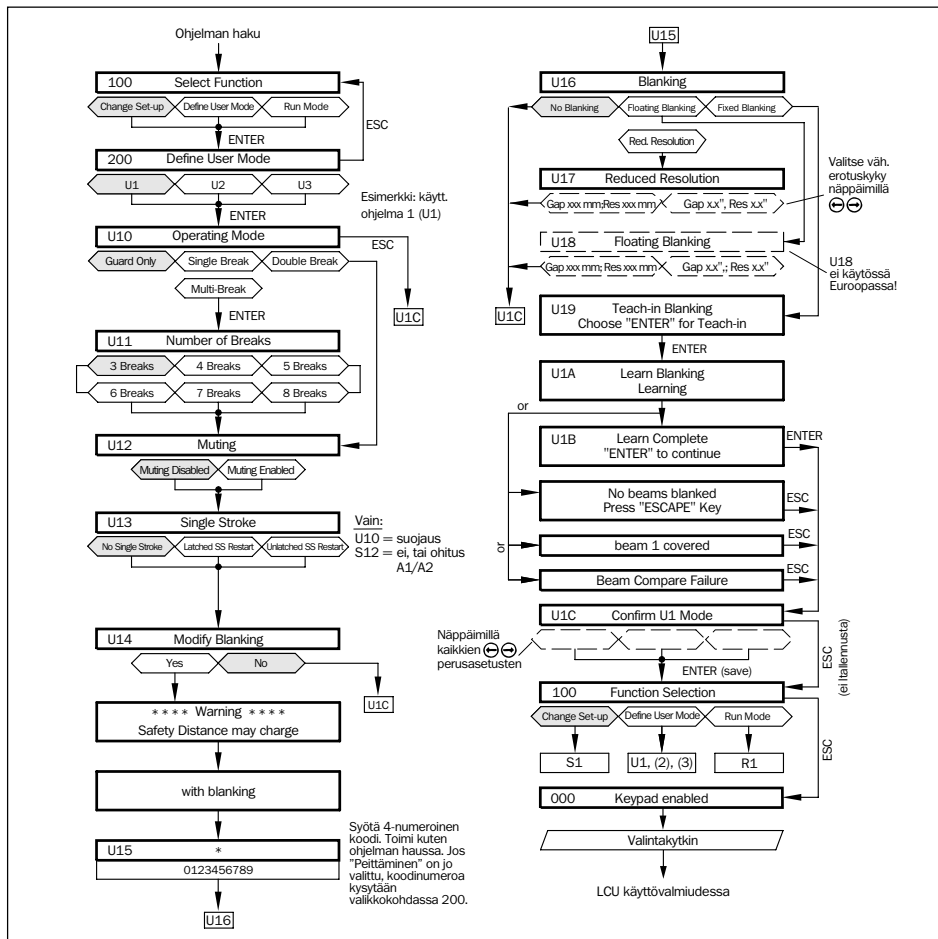 Ohjelman haku
100 Select Function
Change Set-up Define User Mode Run Mode
ESC
ENTER
200 Define User Mode
U1 U2 U3
ENTER
Esimerkki: käytt.
ohjelma 1 (U1)
U10 Operating Mode
ESC
Guard Only Single Break Double Break
Multi-Break
ENTER
U1C
U11 Number of Breaks
3 Breaks 4 Breaks 5 Breaks
6 Breaks 7 Breaks 8 Breaks
U12 Muting
Muting Disabled Muting Enabled
U13 Single Stroke
No Single Stroke Latched SS Restart Unlatched SS Restart
Vain:
U10 = suojaus
S12 = ei, tai ohitus
A1/A2
U14 Modify Blanking
Yes No
U1C
* * * * Warning * * * *
Safety Distance may charge
with blanking
U15 *
0123456789
U16
Syötä 4-numeroinen
koodi. Toimi kuten
ohjelman haussa. Jos
"Peittäminen" on jo
valittu, koodinumeroa
kysytään
valikkokohdassa 200.
U15
U16 Blanking
No Blanking Floating Blanking Fixed Blanking
Red. Resolution
U17 Reduced Resolution
Gap xxx mm;Res xxx mm Gap x.x", Res x.x"
Valitse väh.
erotuskyky
näppäimillä
U18 Floating Blanking
Gap xxx mm; Res xxx mm Gap x.x",; Res x.x"
U18
ei käytössä
Euroopassa!
U1C
U19 Teach-in Blanking
Choose "ENTER" for Teach-in
ENTER
U1A Learn Blanking
Learning
or
U1B Learn Complete
"ENTER" to continue
ENTER
No beams blanked
Press "ESCAPE" Key
ESC
or
beam 1 covered
ESC
Beam Compare Failure
ESC
U1C Confirm U1 Mode
Näppäimillä
kaikkien
perusasetusten
ENTER (save)
ESC
(ei ltallennusta)
100 Function Selection
Change Set-up Define User Mode Run Mode
S1 U1, (2), (3) R1
ESC
000 Keypad enabled
Valintakytkin
LCU käyttövalmiudessa